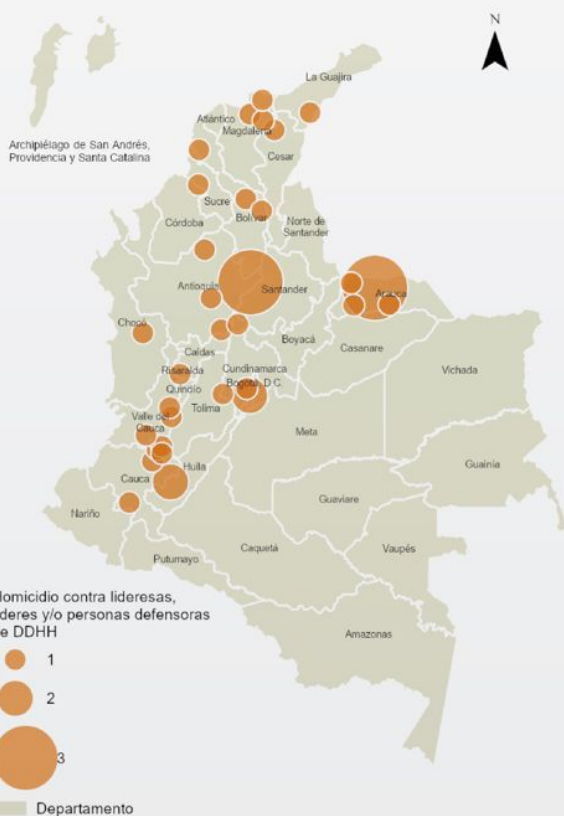 N
La Guajira
Atlántico
Magdalena
Archipiélago de San Andrés,
Providencia y Santa Catalina
Cesar
Sucre
Bolívar
Norte de
Santander
Córdoba
Antioquia
Santander
Arauca
Chocó
Boyacá
Caldas
Casanare
Cundinamarca
Risaralda
Bogotá, D.C.
Vichada
Quindío
Tolima
Valle del
Cauca
Meta
Guainía
Huila
Cauca
Guaviare
Nariño
Caquetá
Vaupés
Putumayo
Homicidio contra lideresas,
deres y/o personas defensoras
e DDHH
Amazonas
1
2
3
Departamento